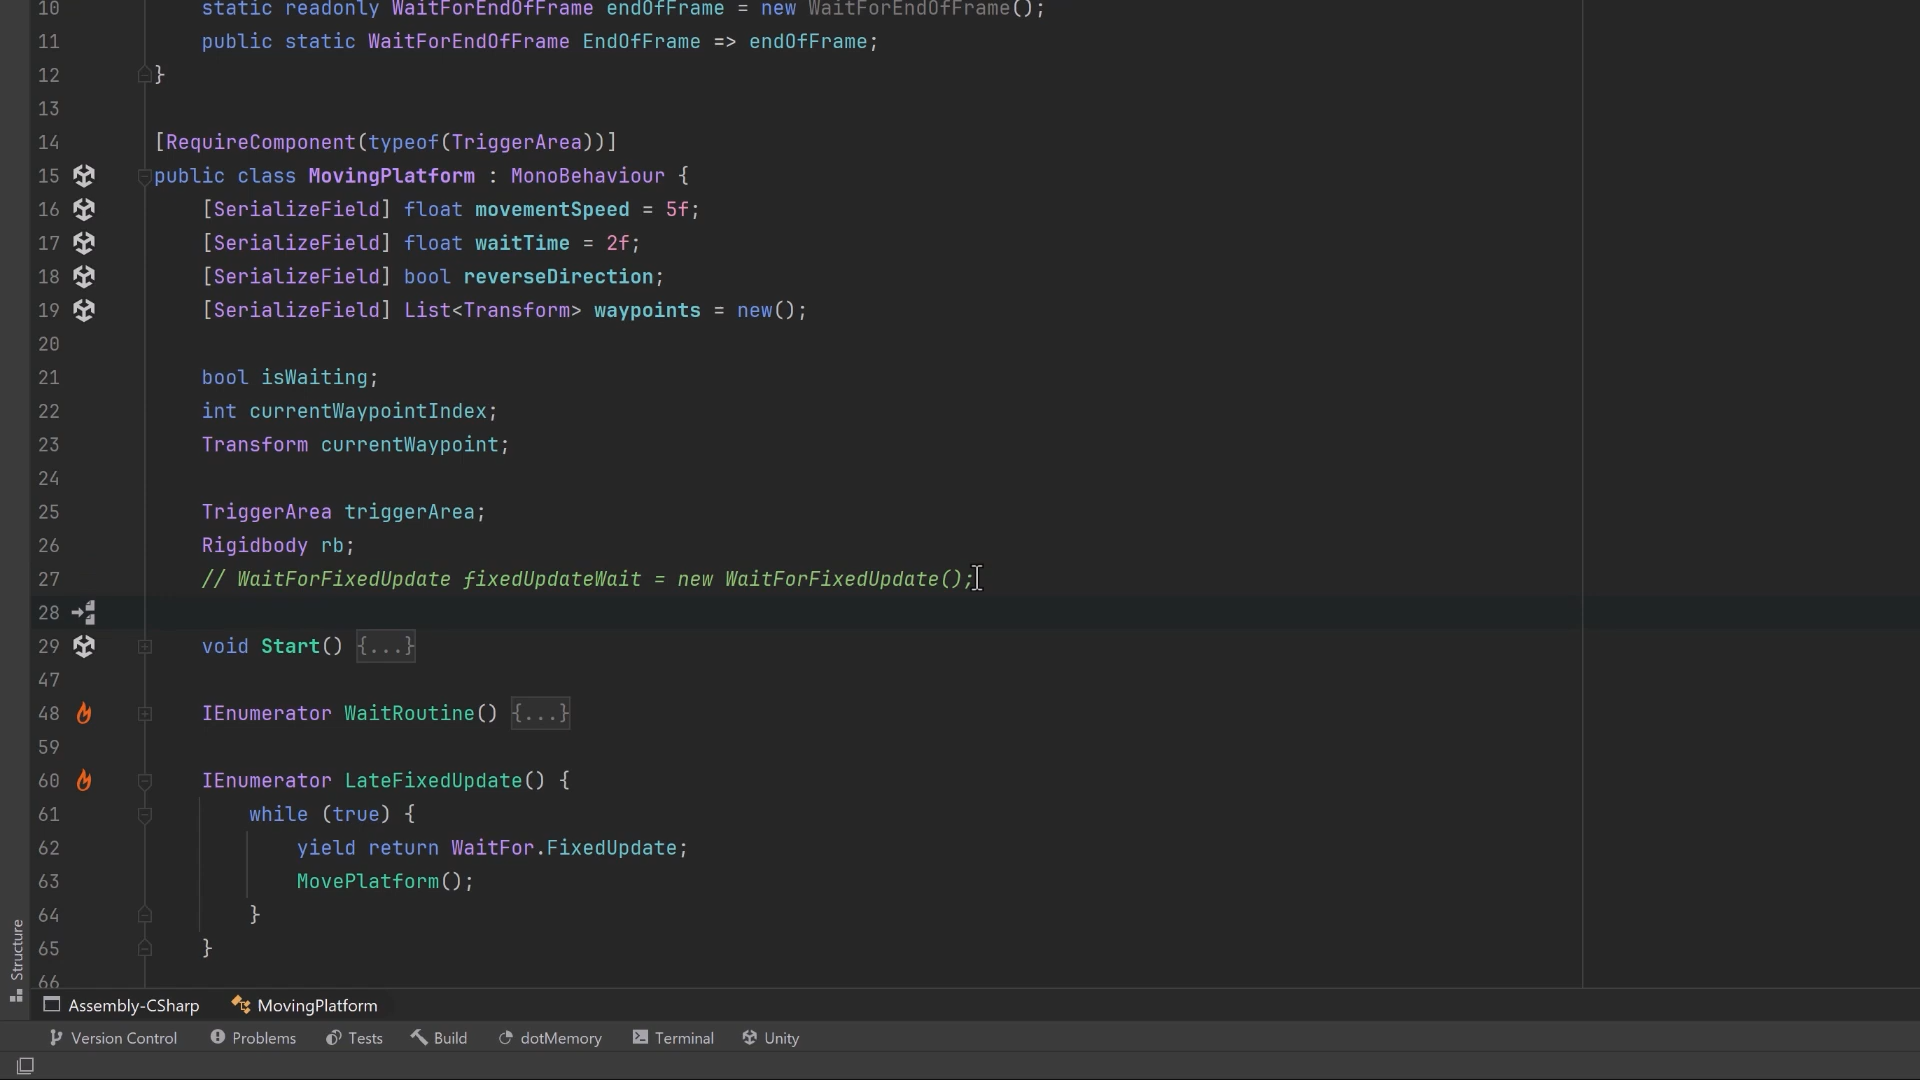 10 static readonly WaitForEndOfFrame endOfFrame = new WaitForEndOfFrame();
11 public static WaitForEndOfFrame EndOfFrame => endOfFrame;
12 }
13
14 [RequireComponent(typeof(TriggerArea))]
15 public class MovingPlatform : MonoBehaviour {
16 [SerializeField] float movementSpeed = 5f;
17 [SerializeField] float waitTime = 2f;
18 [SerializeField] bool reverseDirection;
19 [SerializeField] List<Transform> waypoints = new();
20
21 bool isWaiting;
22 int currentWaypointIndex;
23 Transform currentWaypoint;
24
25 TriggerArea triggerArea;
26 Rigidbody rb;
27 // WaitForFixedUpdate fixedUpdateWait = new WaitForFixedUpdate();
28
29 void Start() {...}
47
48 IEnumerator WaitRoutine() {...}
59
60 IEnumerator LateFixedUpdate() {
61 while (true) {
62 yield return WaitFor.FixedUpdate;
63 MovePlatform();
64 }
65 }
66
Structure
Assembly-CSharp MovingPlatform
Version Control Problems Tests Build dotMemory Terminal Unity